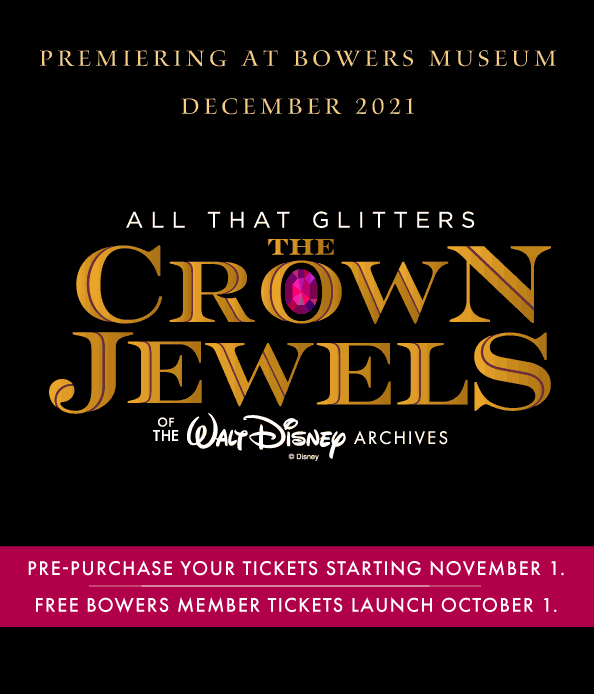 PREMIERING AT BOWERS MUSEUM
DECEMBER 2021
ALL THAT GLITTERS
THE
CROWN
JEWELS
OF THE WALT DISNEY ARCHIVES
© Disney
PRE-PURCHASE YOUR TICKETS STARTING NOVEMBER 1.
FREE BOWERS MEMBER TICKETS LAUNCH OCTOBER 1.